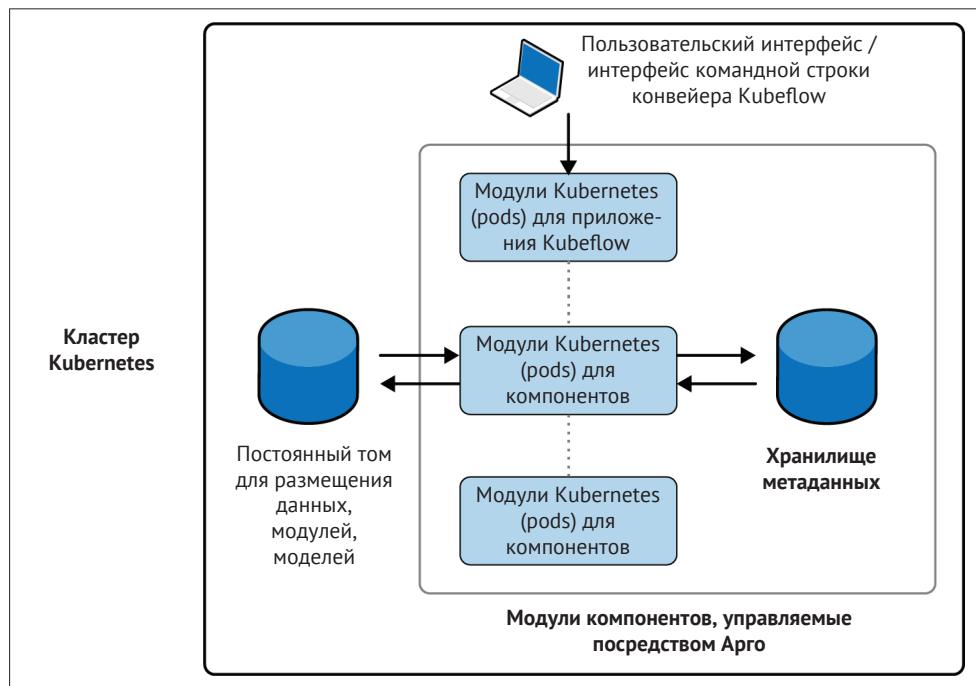 Пользовательский интерфейс /
интерфейс командной строки
конвейера Kubeflow
Модули Kubernetes
(pods) для приложе-
ния Kubeflow
Кластер
Kubernetes
Модули Kubernetes
(pods) для
компонентов
Постоянный том
для размещения
данных,
модулей,
моделей
Хранилище
метаданных
Модули Kubernetes
(pods) для
компонентов
Модули компонентов, управляемые
посредством Арго